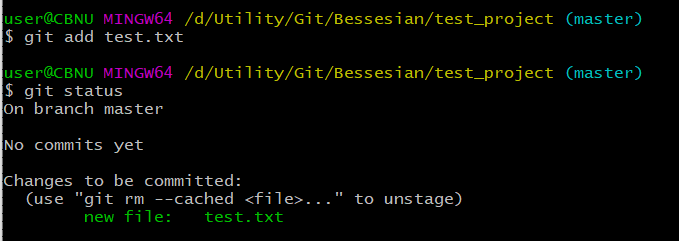 user@CBNU MINGW64 /d/Utility/Git/Bessesian/test_project (master)
$ git add test.txt
user@CBNU MINGW64 /d/Utility/Git/Bessesian/test_project (master)
$ git status
On branch master
No commits yet
Changes to be committed:
  (use "git rm --cached <file>..." to unstage)
        new file:   test.txt